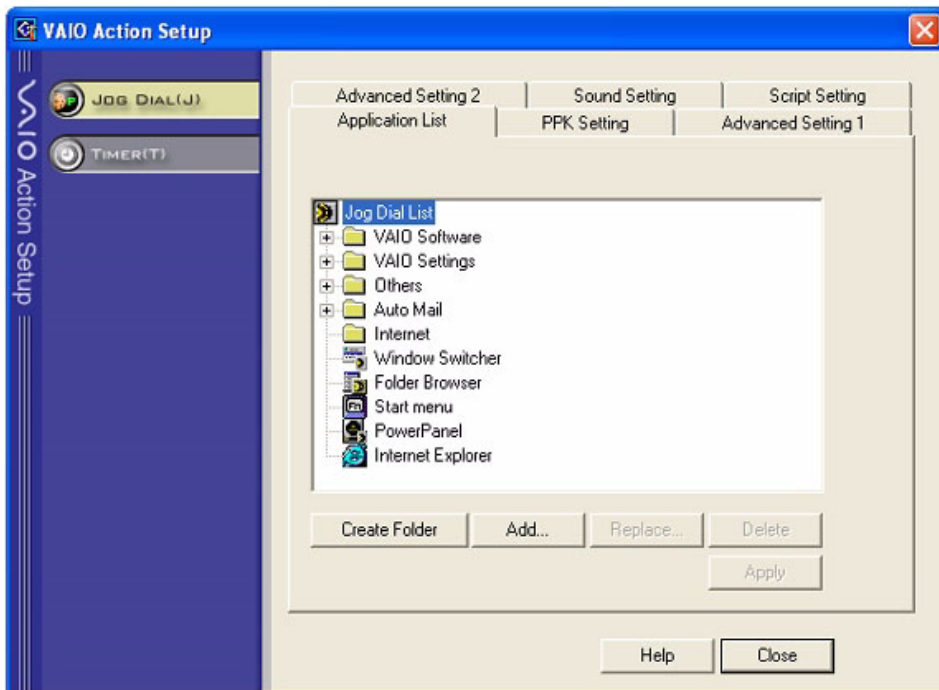 VAIO Action Setup
JOG DIAL(J)
TIMER(T)
VAIO Action Setup
Advanced Setting 2
Sound Setting
Script Setting
Application List
PPK Setting
Advanced Setting 1
Jog Dial List
VAIO Software
VAIO Settings
Others
Auto Mail
Internet
Window Switcher
Folder Browser
Fn
Start menu
PowerPanel
Internet Explorer
Create Folder
Add...
Replace...
Delete
Apply
Help
Close